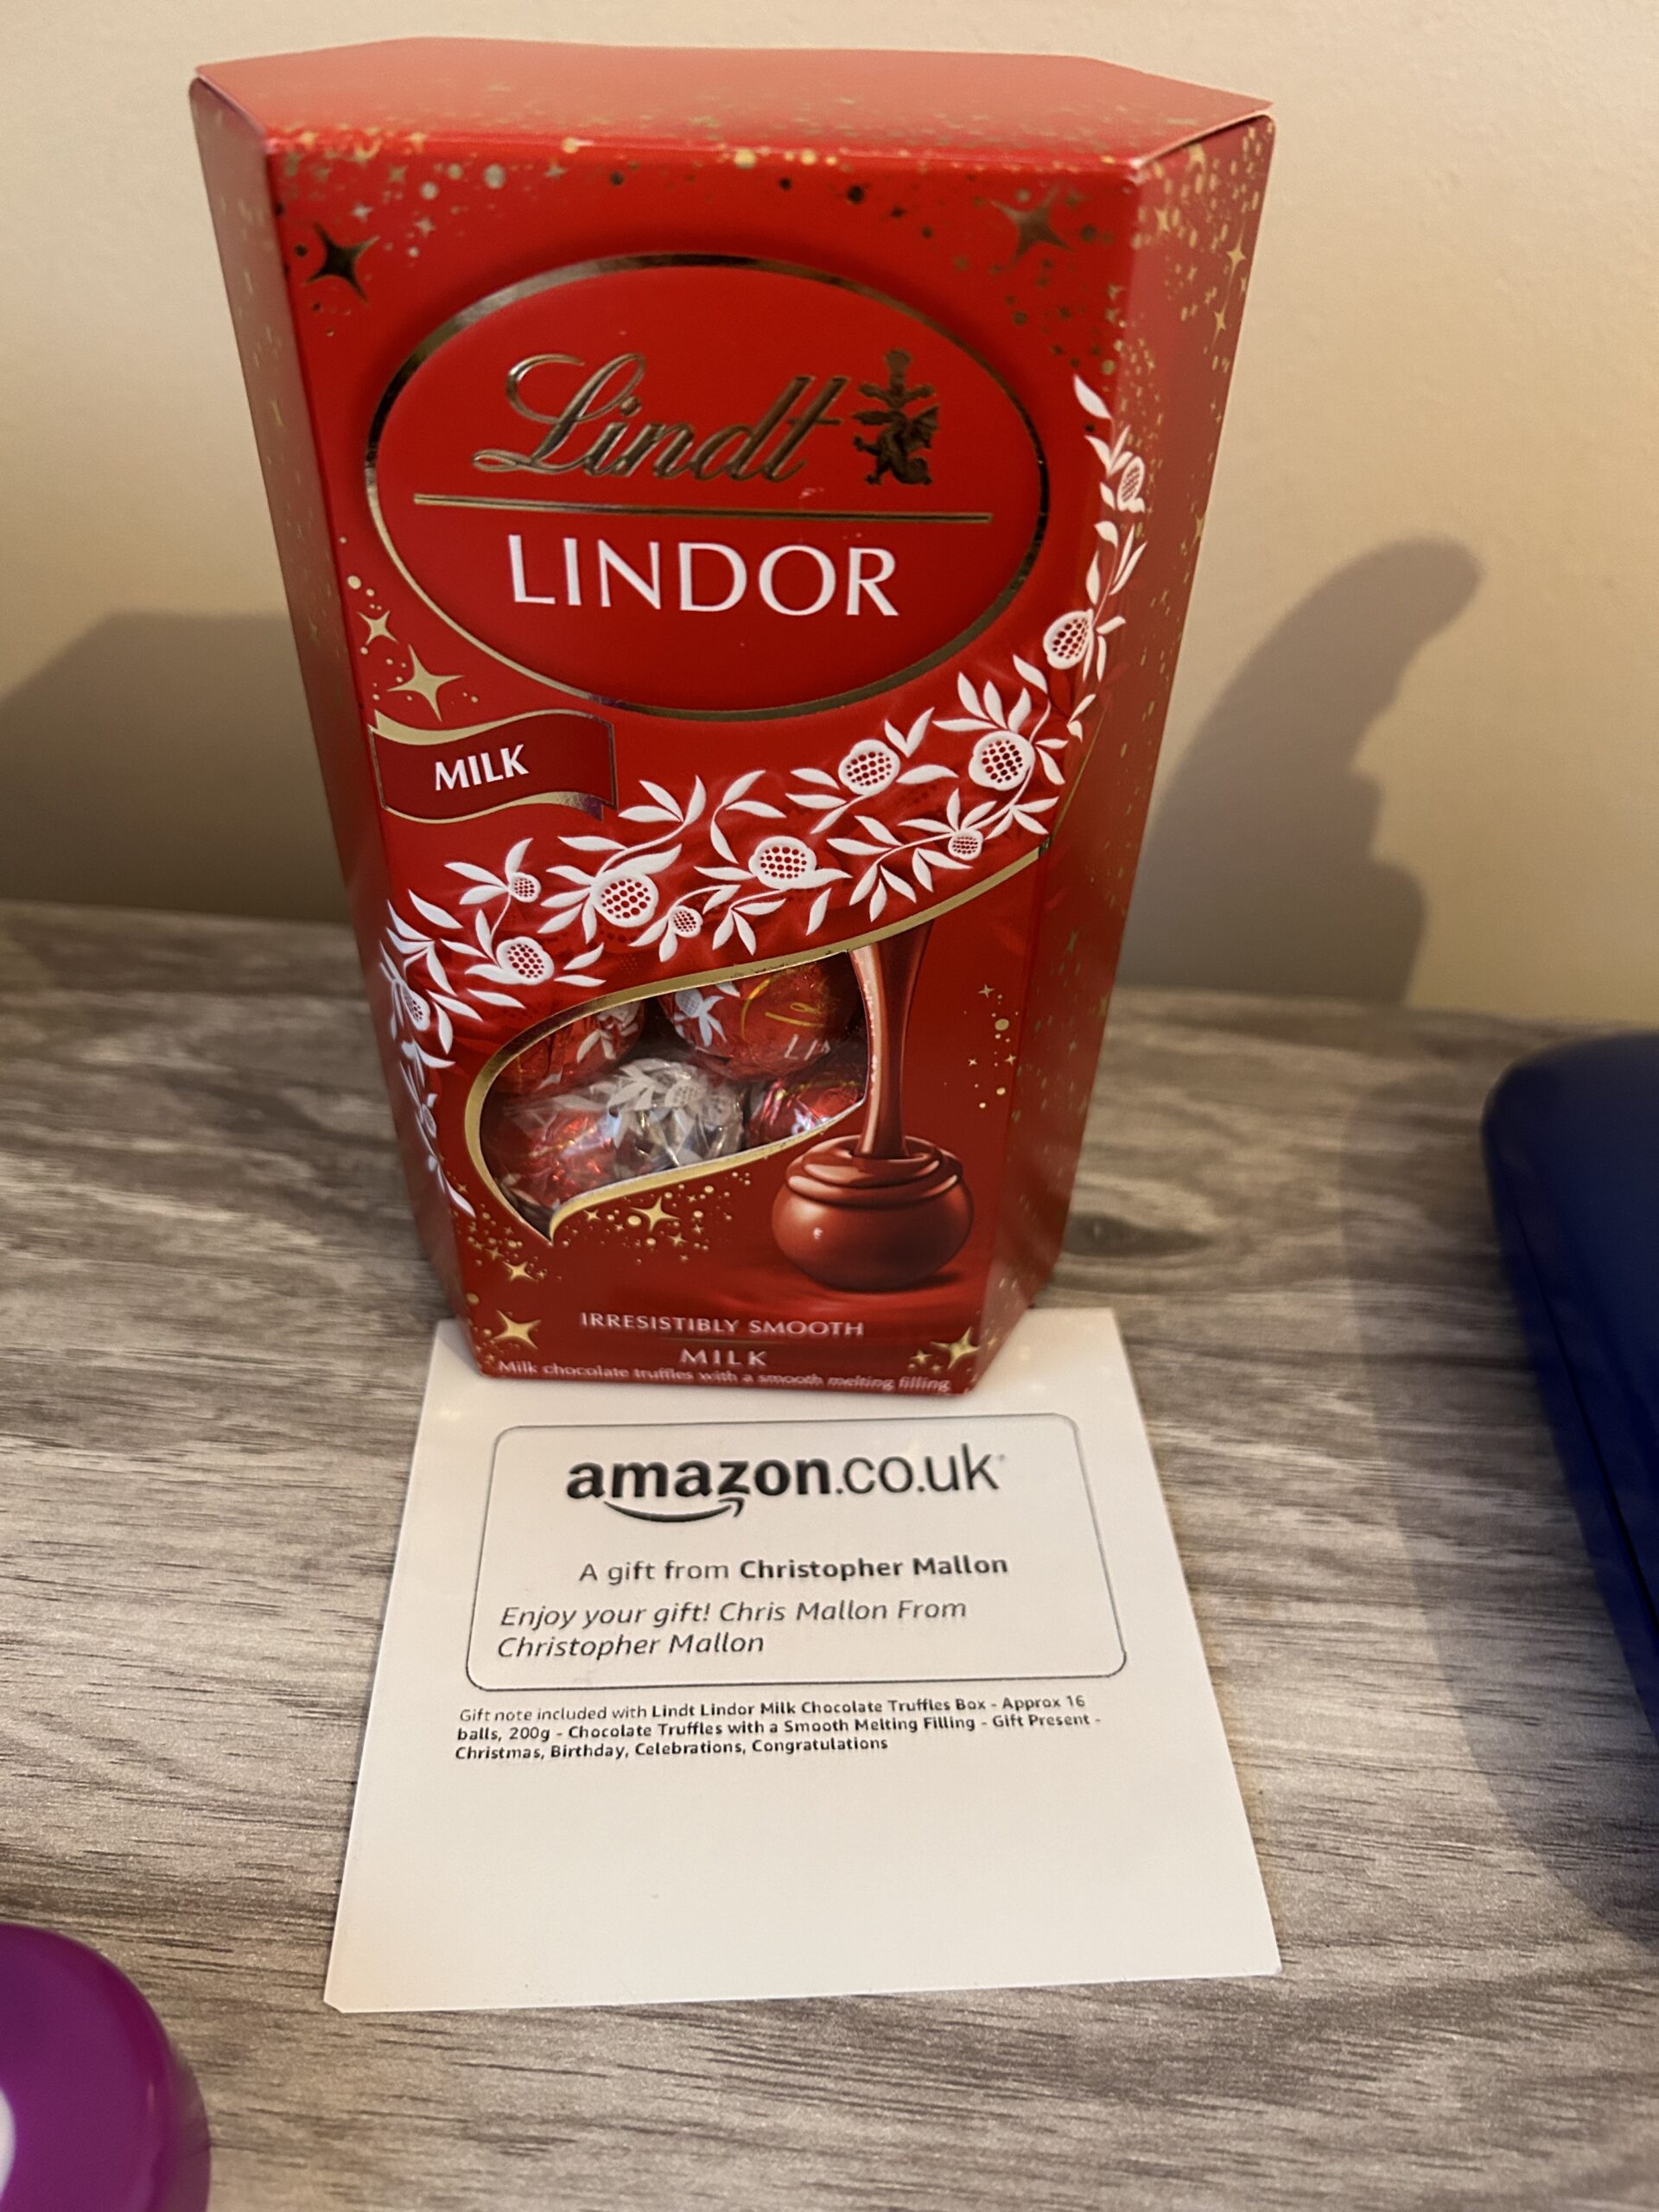 Lindt
LINDOR
MILK
LIN
IRRESISTIBLY SMOOTH
MILK
Milk chocolate truffles with a smooth melting filling
amazon.co.uk
A gift from Christopher Mallon
Enjoy your gift! Chris Mallon From
Christopher Mallon
Gift note included with Lindt Lindor Milk Chocolate Truffles Box - Approx 16
balls, 200g - Chocolate Truffles with a Smooth Melting Filling - Gift Present -
Christmas, Birthday, Celebrations, Congratulations